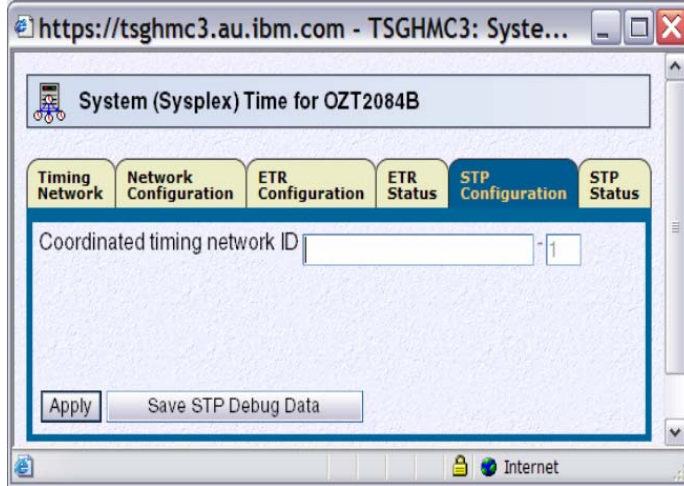 https://tsghmc3.au.ibm.com - TSGHMC3: Syste...
System (Sysplex) Time for OZT2084B
Timing Network
Network Configuration
ETR Configuration
ETR Status
STP Configuration
STP Status
Coordinated timing network ID - 1
Apply
Save STP Debug Data
Internet